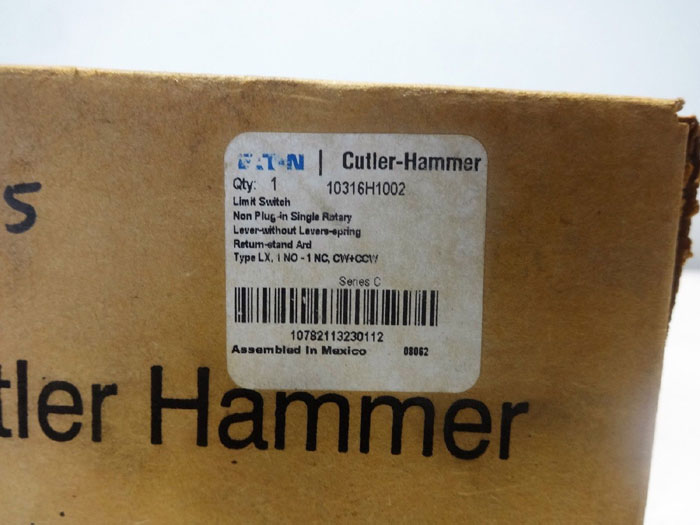 EATON | Cutler-Hammer
Qty: 1 10316H1002
Limit Switch
Non Plug-in Single Rotary
Lever-without Levers-spring
Return-stand Ard
Type LX, 1 NO - 1 NC, CW+CCW
Series C
10782113230112
Assembled In Mexico 08062
5
tler Hammer